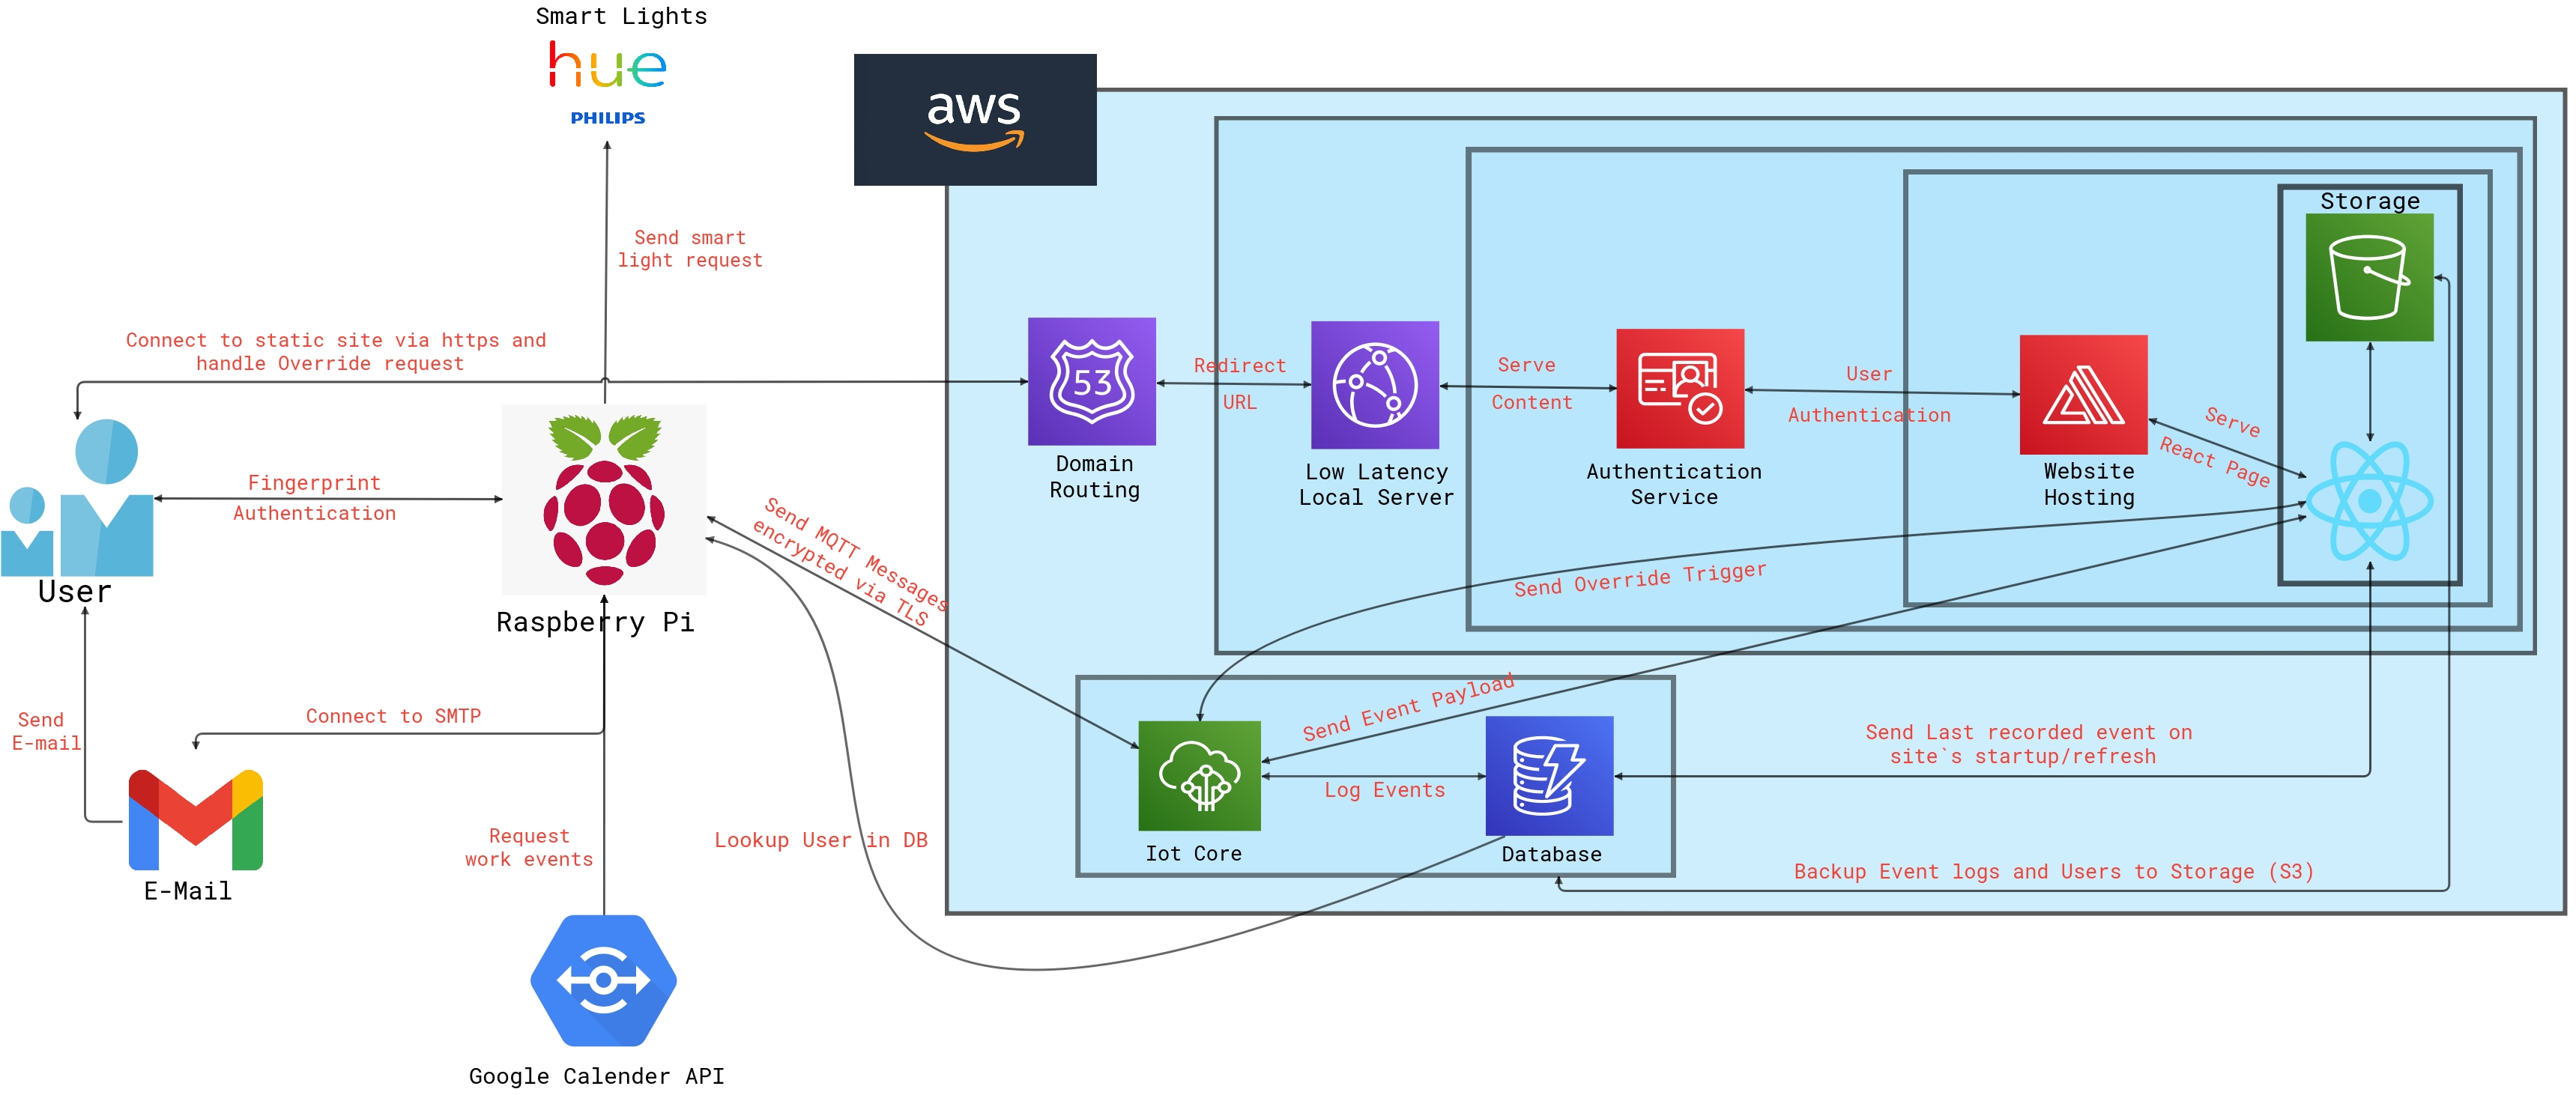 Smart Lights
hue
PHILIPS
aws
Send smart
light request
Storage
Connect to static site via https and
handle Override request
53
Redirect
URL
Serve
Content
User
Authentication
Serve
React Page
Domain
Routing
Low Latency
Local Server
Authentication
Service
Website
Hosting
Fingerprint
Authentication
User
Raspberry Pi
Send MQTT Messages
encrypted via TLS
Send Override Trigger
Send Event Payload
Send
E-mail
Connect to SMTP
Send Last recorded event on
site`s startup/refresh
Log Events
Request
work events
Lookup User in DB
Iot Core
Database
Backup Event logs and Users to Storage (S3)
E-Mail
Google Calender API